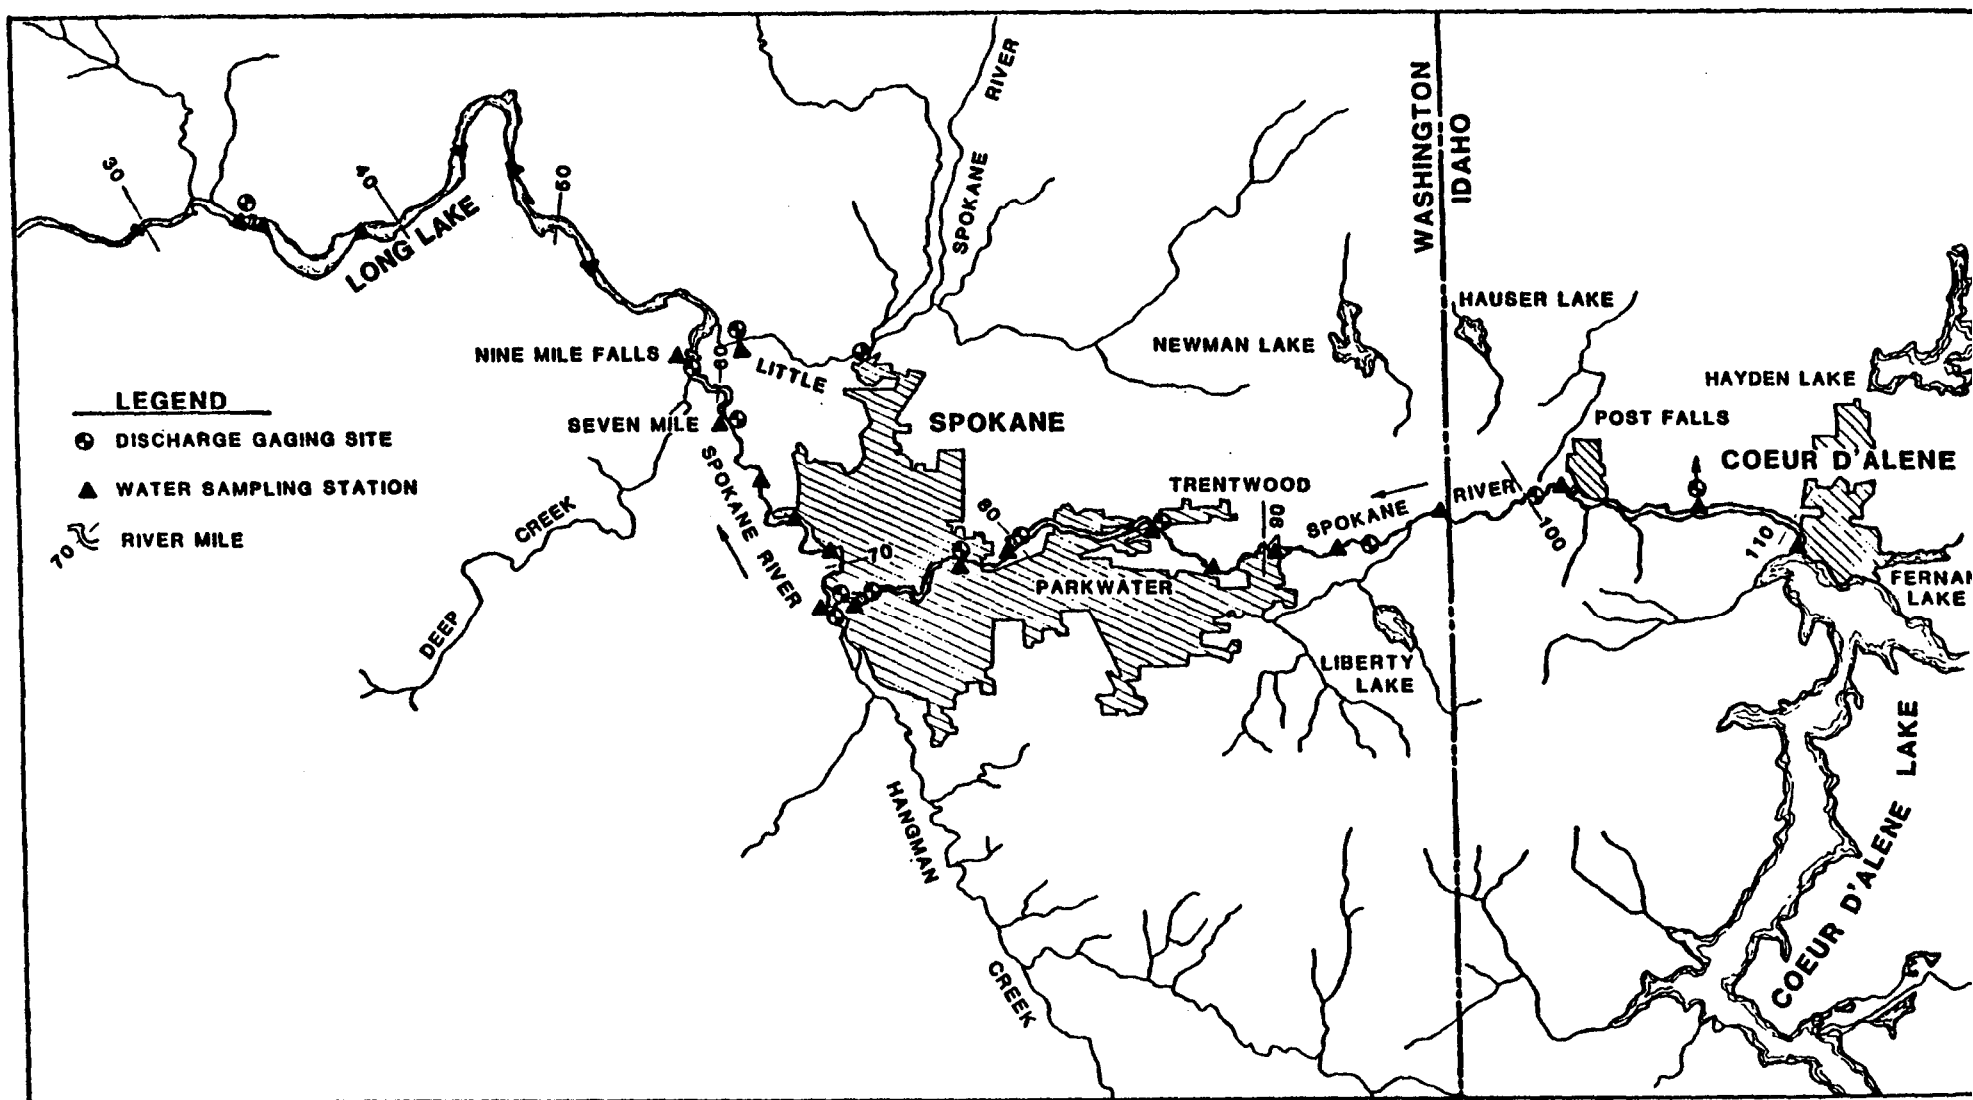 WASHINGTON
IDAHO
SPOKANE RIVER
30
40
50
LONG LAKE
HAUSER LAKE
NEWMAN LAKE
NINE MILE FALLS
60
LITTLE
HAYDEN LAKE
LEGEND
DISCHARGE GAGING SITE
WATER SAMPLING STATION
70
RIVER MILE
SEVEN MILE
SPOKANE
POST FALLS
COEUR D'ALENE
TRENTWOOD
SPOKANE RIVER
SPOKANE RIVER
70
80
90
100
110
DEEP CREEK
PARKWATER
FERNAN
LAKE
LIBERTY
LAKE
HANGMAN CREEK
COEUR D'ALENE LAKE